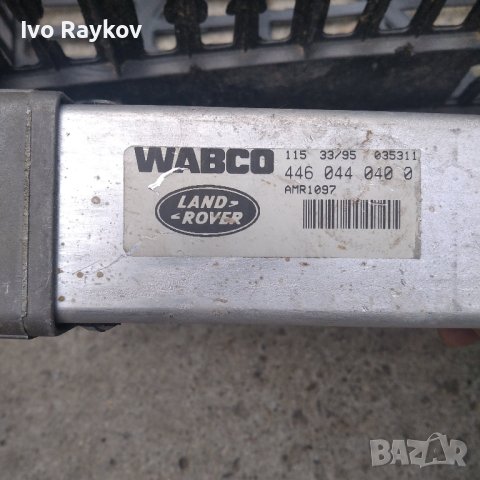 Ivo Raykov
WABCO
115 33/95 035311
446 044 040 0
AMR1097
LAND
ROVER
BAZAR